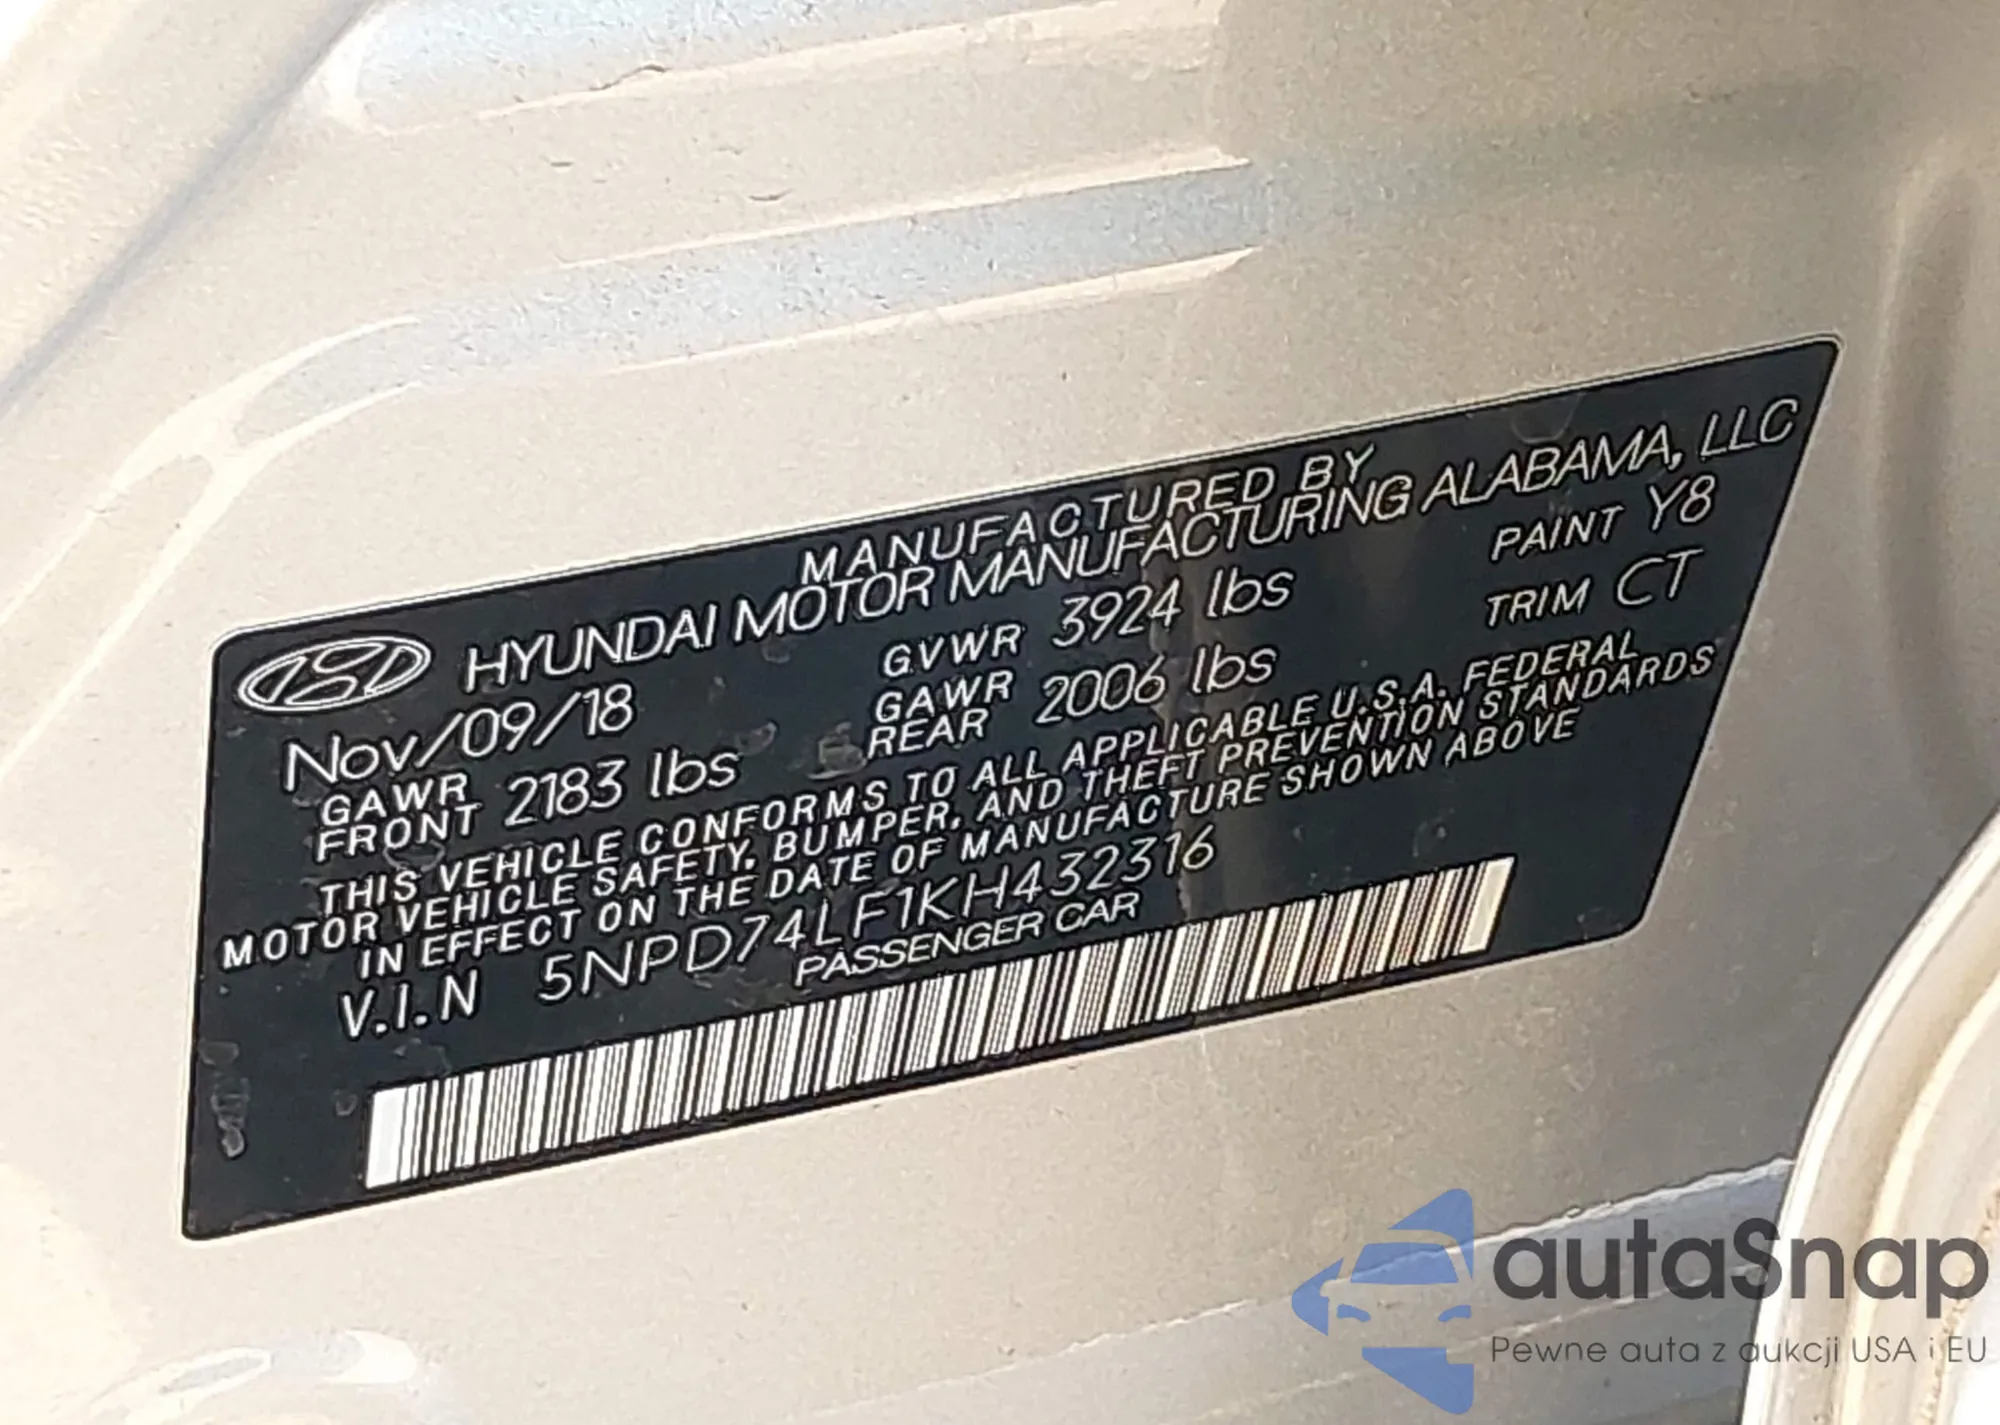 MANUFACTURED BY
HYUNDAI MOTOR MANUFACTURING ALABAMA, LLC
Nov/09/18 GVWR 3924 lbs PAINT Y8
GAWR FRONT 2183 lbs GAWR REAR 2006 lbs TRIM CT
THIS VEHICLE CONFORMS TO ALL APPLICABLE U.S.A. FEDERAL
MOTOR VEHICLE SAFETY, BUMPER, AND THEFT PREVENTION STANDARDS
IN EFFECT ON THE DATE OF MANUFACTURE SHOWN ABOVE
V.I.N 5NPD74LF1KH432316
PASSENGER CAR
autaSnap
Pewne auta z aukcji USA i EU